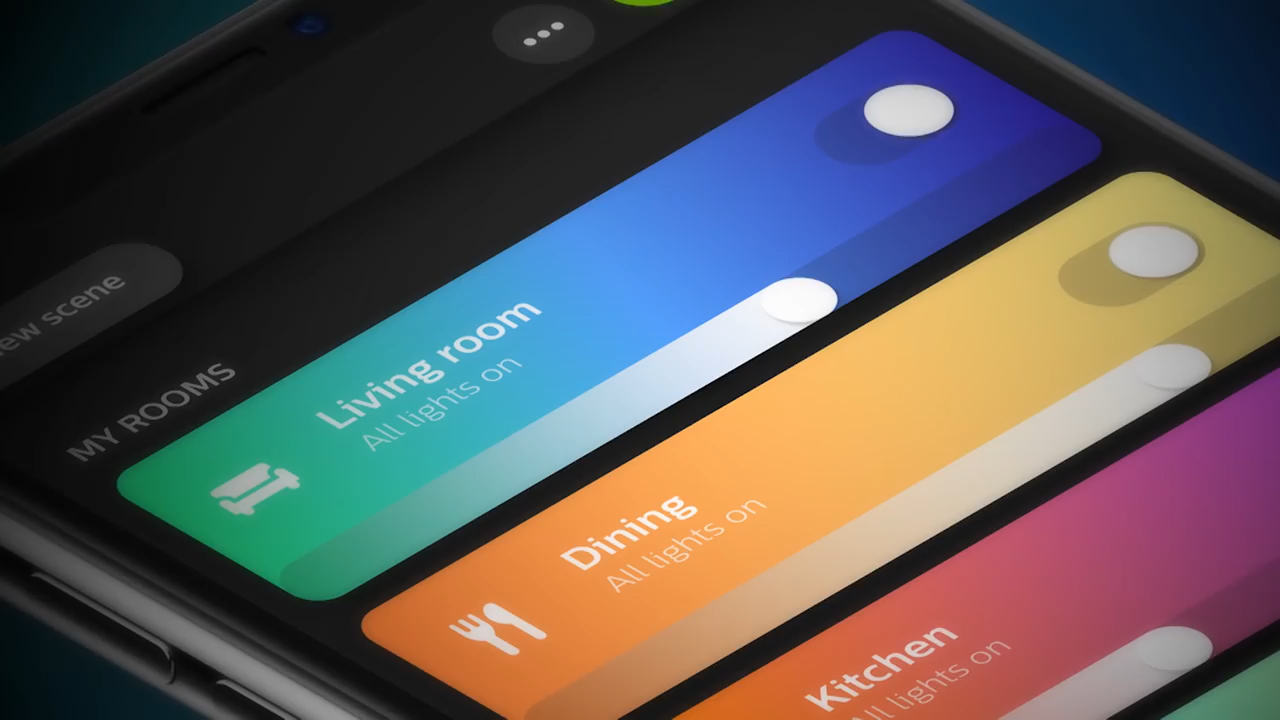 ew scene
MY ROOMS
Living room
All lights on
Dining
All lights on
Kitchen
All lights on